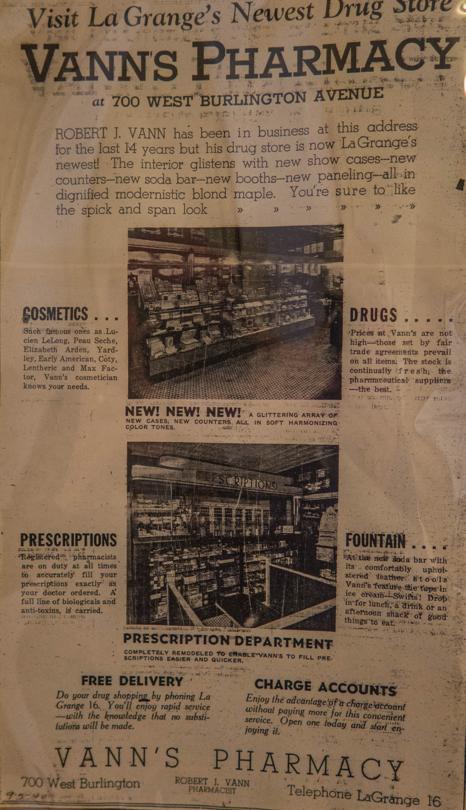 Visit La Grange's Newest Drug Store
VANN'S PHARMACY
at 700 WEST BURLINGTON AVENUE
ROBERT J. VANN has been in business at this address
for the last 14 years but his drug store is now La Grange's
newest! The interior glistens with new show cases—new
counters—new soda bar—new booths—new paneling—all in
dignified modernistic blond maple. You're sure to like
the spick and span look » » » » » »
COSMETICS . . .
Such famous ones as Lu-
cien LeLong, Peau Seche,
Elizabeth Arden, Yard-
ley, Early American, Coty,
Lentheric and Max Fac-
tor, Vann's cosmetician
knows your needs.
DRUGS . . . . .
Prices at Vann's are not
high—those set by fair
trade agreements prevail
on all items. The stock is
continually fresh; the
pharmaceutical suppliers
—the best.
NEW! NEW! NEW! A GLITTERING ARRAY OF
NEW CASES, NEW COUNTERS ALL IN SOFT HARMONIZING
COLOR TONES.
PRESCRIPTIONS
PRESCRIPTIONS
Registered pharmacists
are on duty at all times
to accurately fill your
prescriptions exactly as
your doctor ordered. A
full line of biologicals and
anti-toxins, is carried.
FOUNTAIN . . . .
At the new soda bar with
its comfortably uphol-
stered leather stools
Vann's feature the tops in
ice cream—Swifts! Drop
in for lunch, a drink or an
afternoon snack of good
things to eat.
PRESCRIPTION DEPARTMENT
COMPLETELY REMODELED TO ENABLE VANN'S TO FILL PRE-
SCRIPTIONS EASIER AND QUICKER.
FREE DELIVERY
Do your drug shopping by phoning La
Grange 16. You'll enjoy rapid service
—with the knowledge that no substi-
tutions will be made.
CHARGE ACCOUNTS
Enjoy the advantage of a charge account
without paying more for this convenient
service. Open one today and start en-
joying it.
VANN'S PHARMACY
700 West Burlington
ROBERT J. VANN
PHARMACIST
Telephone LaGrange 16